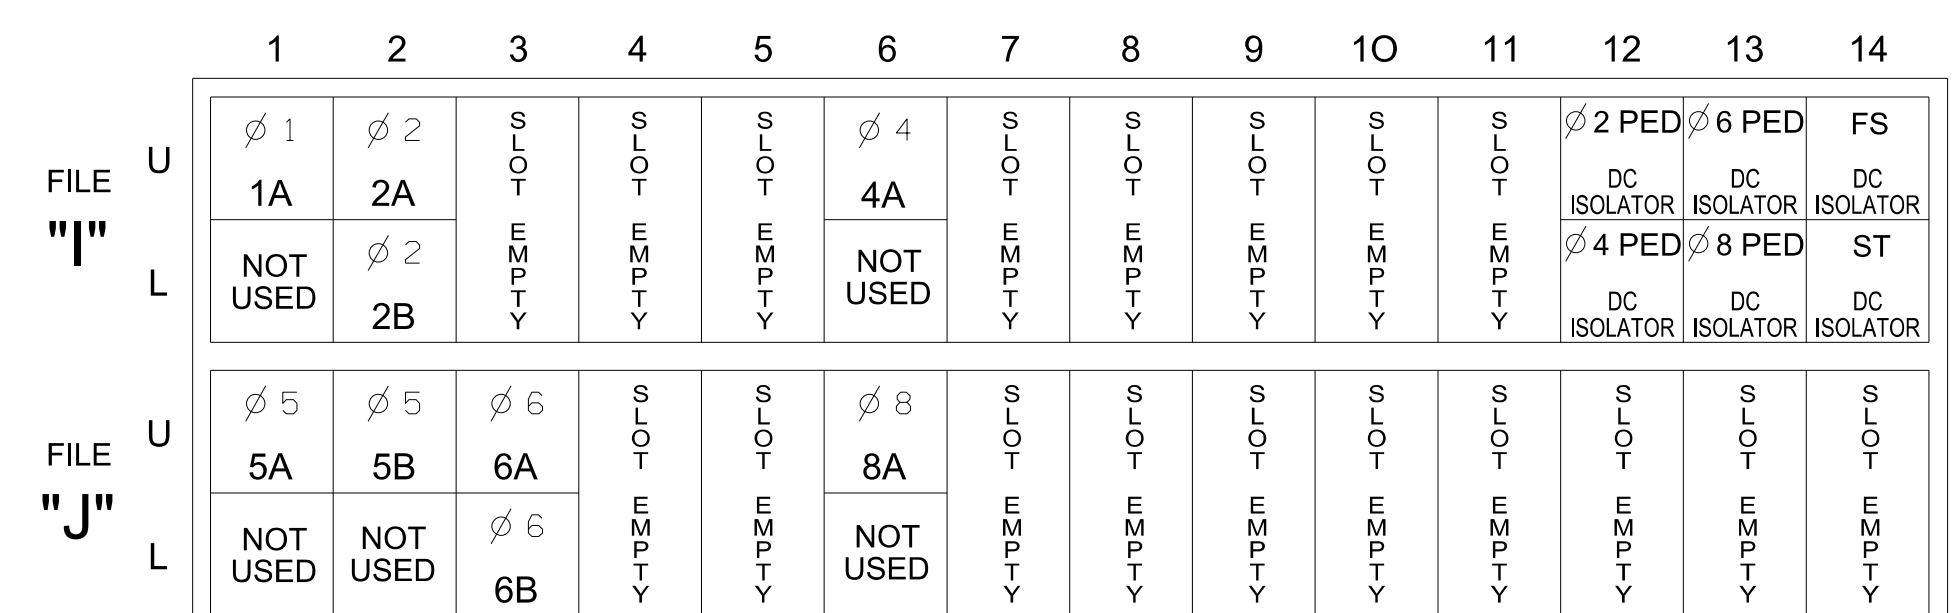 1 2 3 4 5 6 7 8 9 10 11 12 13 14
FILE "I"
U
L
Ø 1
1A
NOT
USED
Ø 2
2A
Ø 2
2B
SLOT EMPTY
SLOT EMPTY
SLOT EMPTY
Ø 4
4A
NOT
USED
SLOT EMPTY
SLOT EMPTY
SLOT EMPTY
SLOT EMPTY
SLOT EMPTY
Ø 2 PED
DC
ISOLATOR
Ø 4 PED
DC
ISOLATOR
Ø 6 PED
DC
ISOLATOR
Ø 8 PED
DC
ISOLATOR
FS
DC
ISOLATOR
ST
DC
ISOLATOR
FILE "J"
U
L
Ø 5
5A
NOT
USED
Ø 5
5B
NOT
USED
Ø 6
6A
Ø 6
6B
SLOT EMPTY
SLOT EMPTY
Ø 8
8A
NOT
USED
SLOT EMPTY
SLOT EMPTY
SLOT EMPTY
SLOT EMPTY
SLOT EMPTY
SLOT EMPTY
SLOT EMPTY
SLOT EMPTY